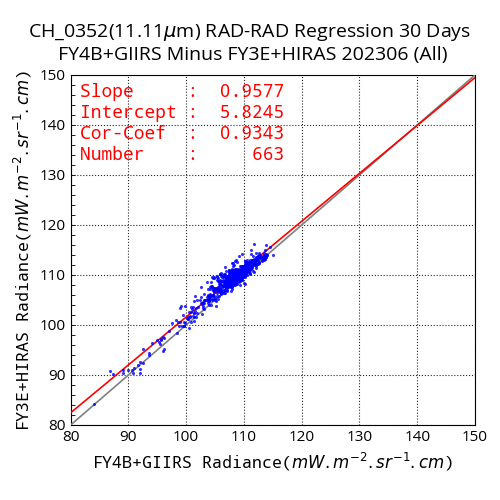 CH_0352(11.11μm) RAD-RAD Regression 30 Days
FY4B+GIIRS Minus FY3E+HIRAS 202306 (All)
Slope : 0.9577
Intercept : 5.8245
Cor-Coef : 0.9343
Number : 663
150
140
130
120
110
100
90
80
FY3E+HIRAS Radiance(mW.m⁻².sr⁻¹.cm)
80 90 100 110 120 130 140 150
FY4B+GIIRS Radiance(mW.m⁻².sr⁻¹.cm)